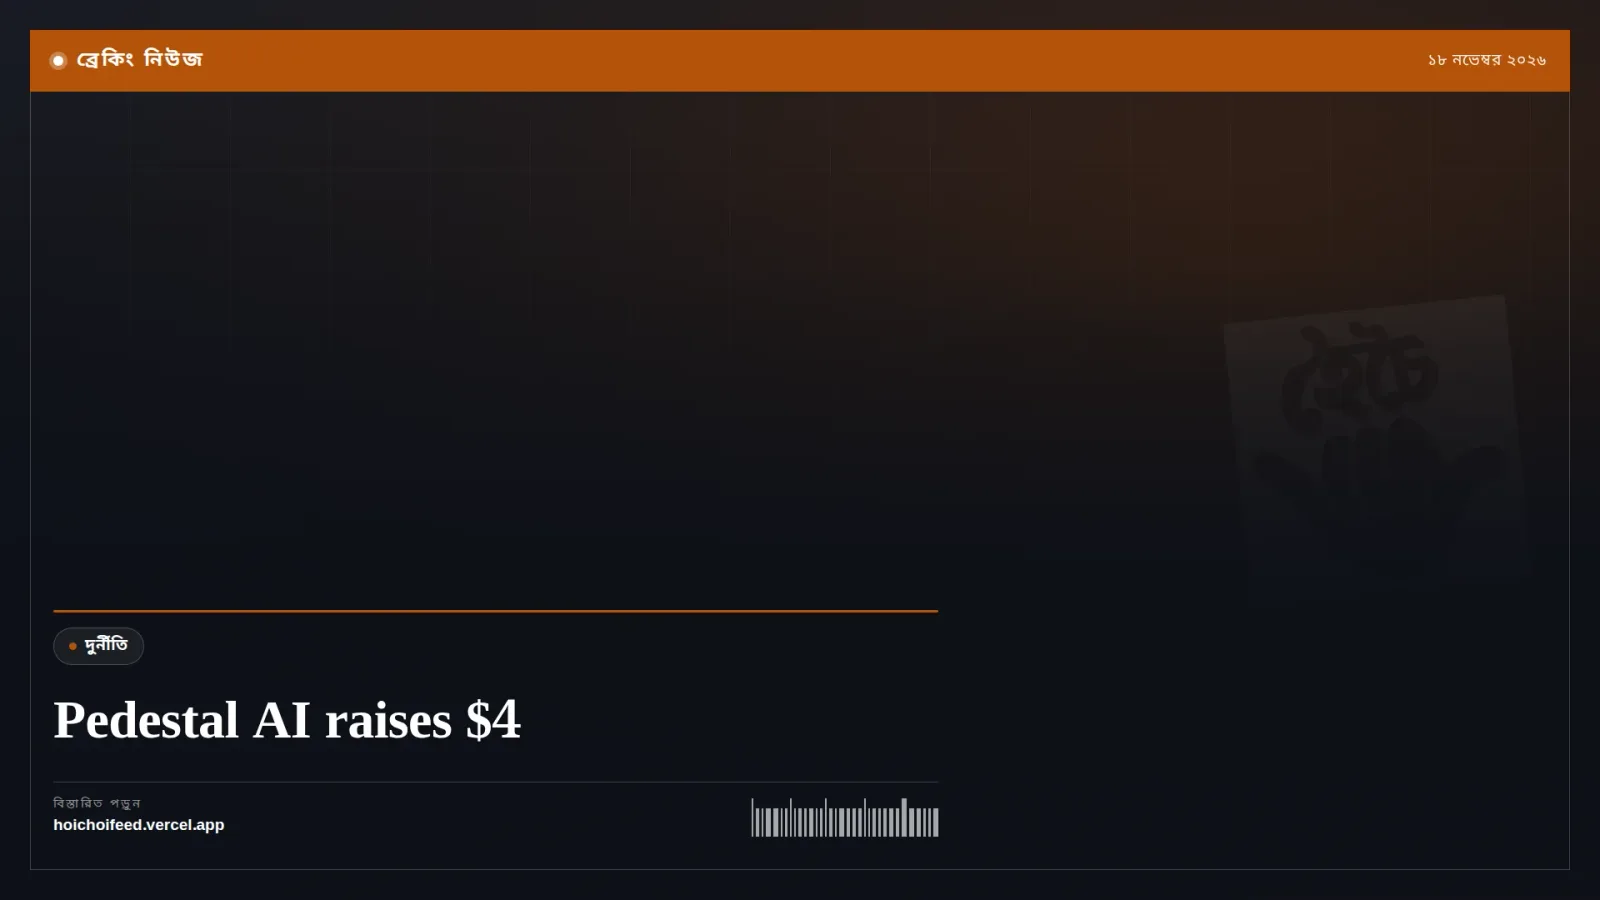 ব্রেকিং নিউজ
১৮ নভেম্বর ২০২৬
হৈচৈ
দুর্নীতি
Pedestal AI raises $4
বিস্তারিত পড়ুন
hoichoifeed.vercel.app